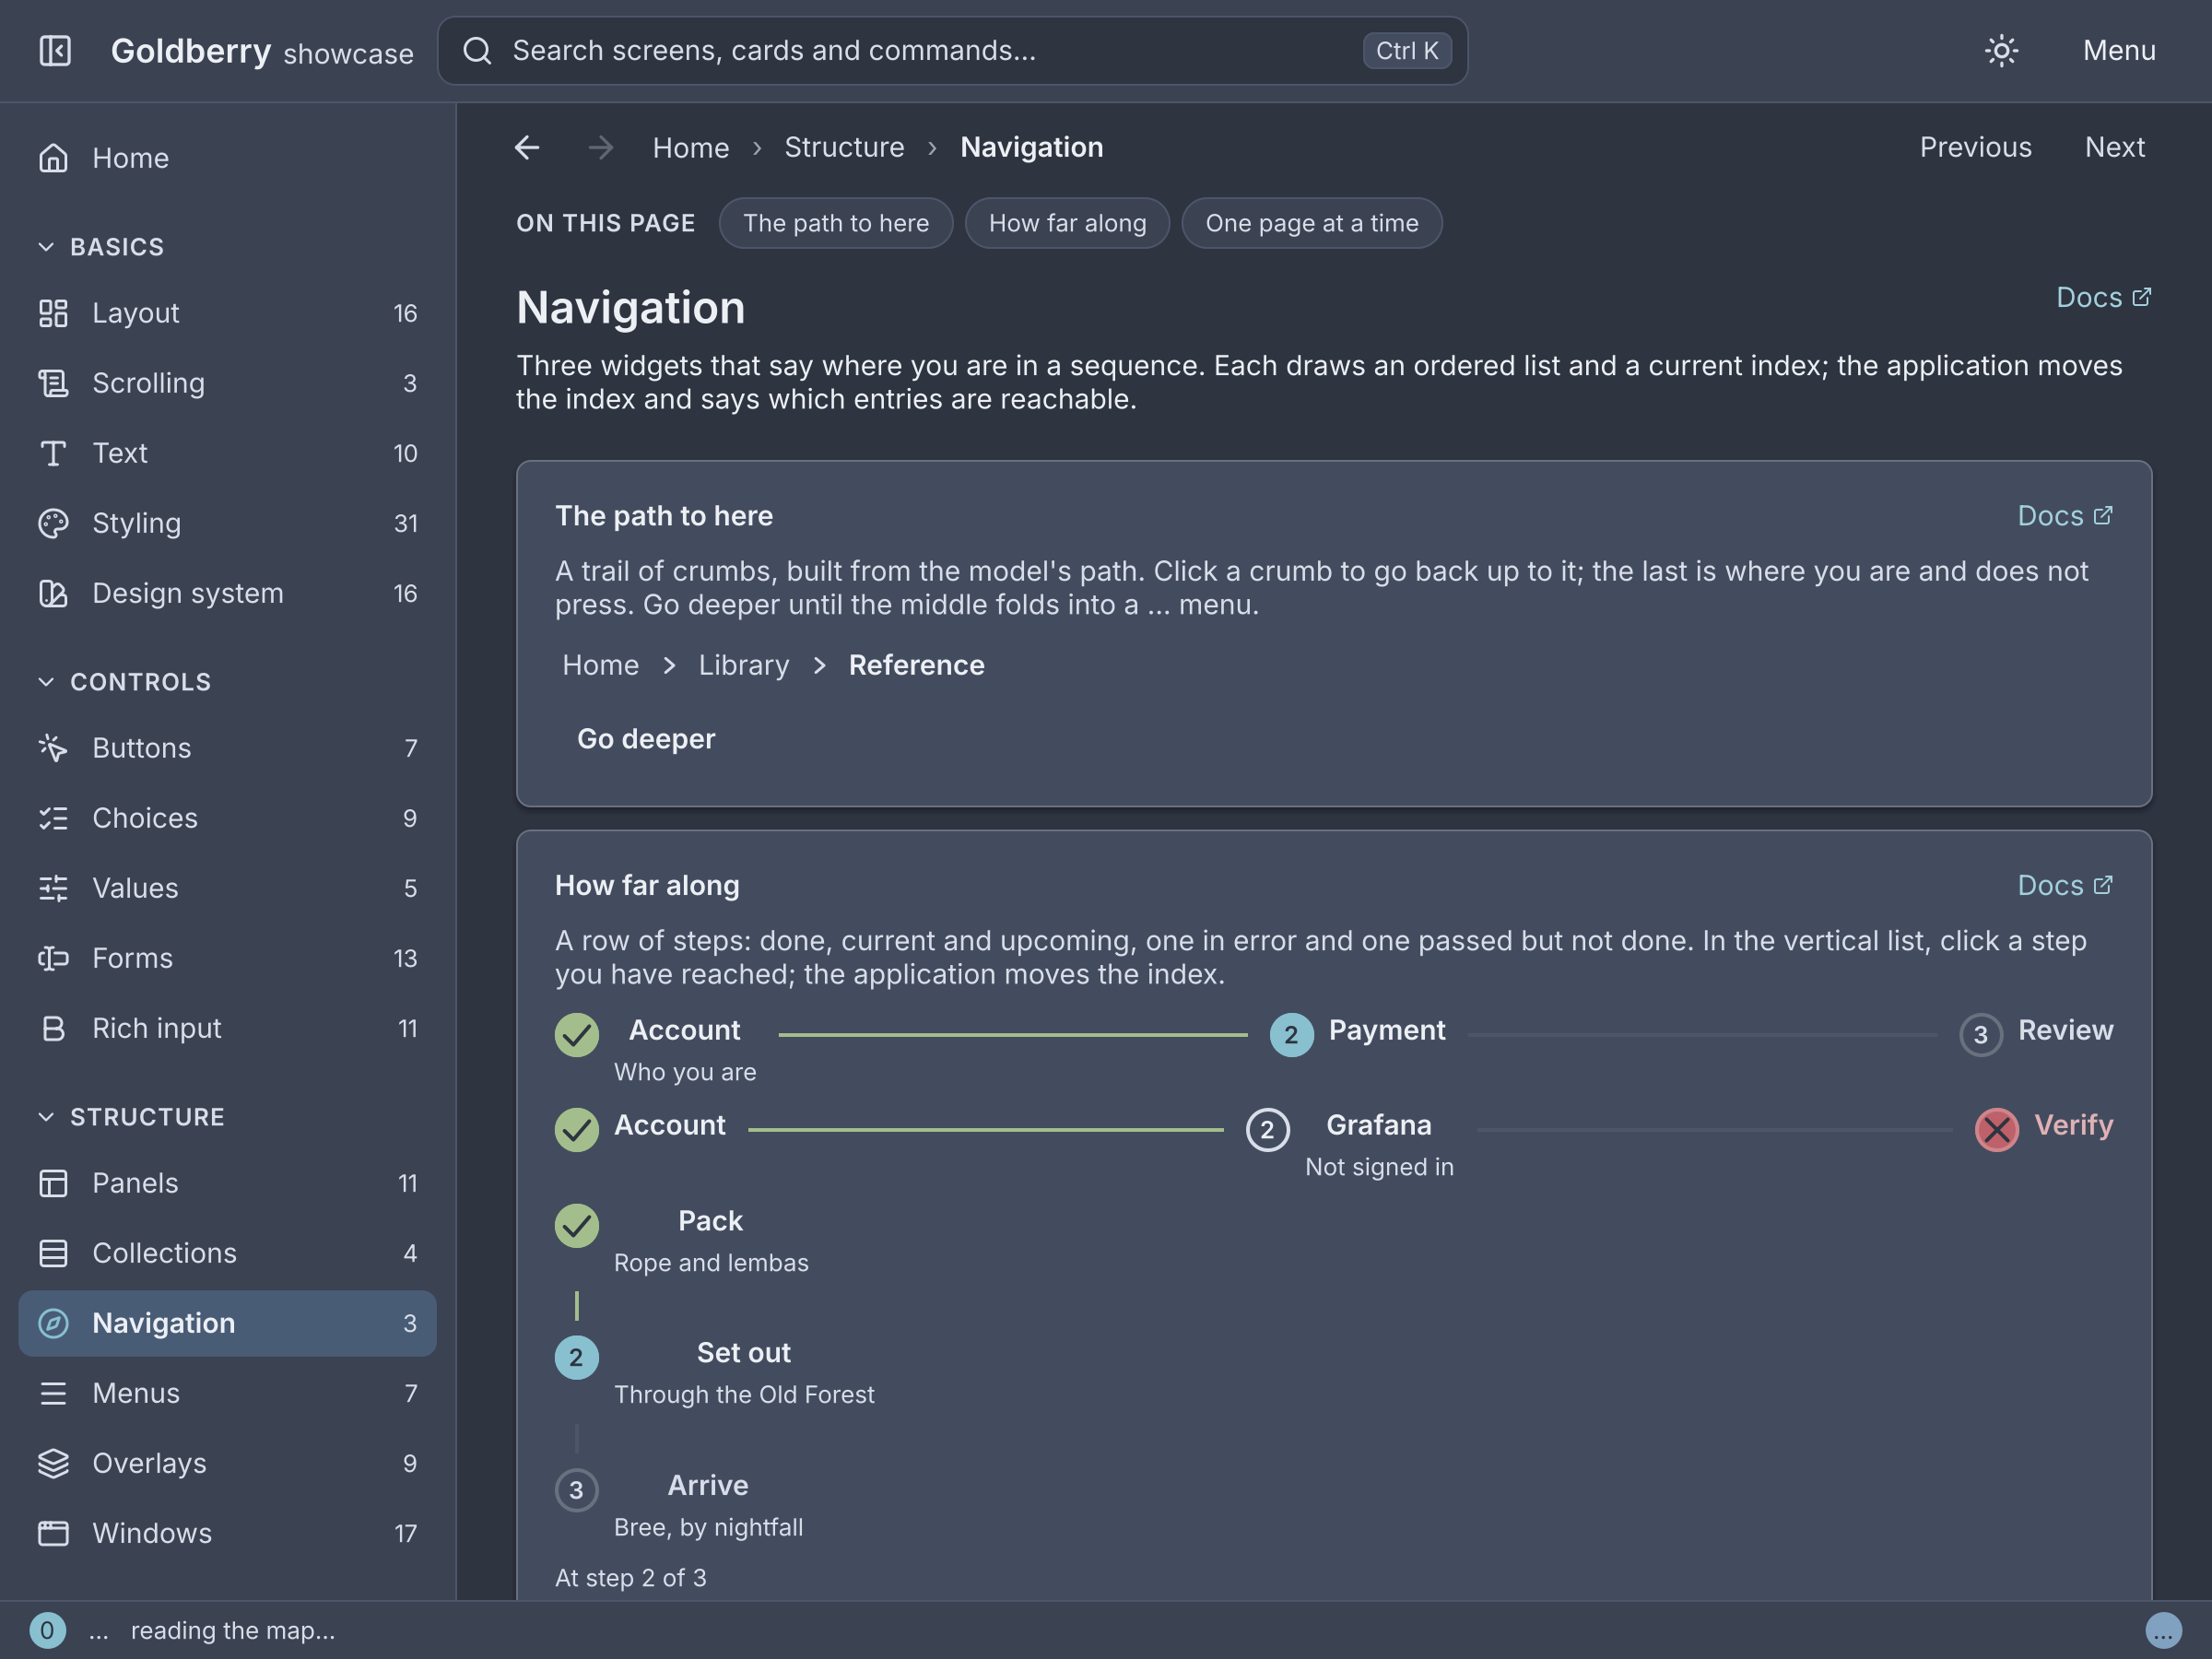 Goldberry showcase
Search screens, cards and commands...
Ctrl K
Menu
Home
BASICS
Layout 16
Scrolling 3
Text 10
Styling 31
Design system 16
CONTROLS
Buttons 7
Choices 9
Values 5
Forms 13
Rich input 11
STRUCTURE
Panels 11
Collections 4
Navigation 3
Menus 7
Overlays 9
Windows 17
Home › Structure › Navigation
Previous Next
ON THIS PAGE The path to here How far along One page at a time
Navigation
Docs
Three widgets that say where you are in a sequence. Each draws an ordered list and a current index; the application moves
the index and says which entries are reachable.
The path to here
Docs
A trail of crumbs, built from the model's path. Click a crumb to go back up to it; the last is where you are and does not
press. Go deeper until the middle folds into a ... menu.
Home > Library > Reference
Go deeper
How far along
Docs
A row of steps: done, current and upcoming, one in error and one passed but not done. In the vertical list, click a step
you have reached; the application moves the index.
Account 2 Payment 3 Review
Who you are
Account 2 Grafana Verify
Not signed in
Pack
Rope and lembas
2 Set out
Through the Old Forest
3 Arrive
Bree, by nightfall
At step 2 of 3
0 ... reading the map... ...